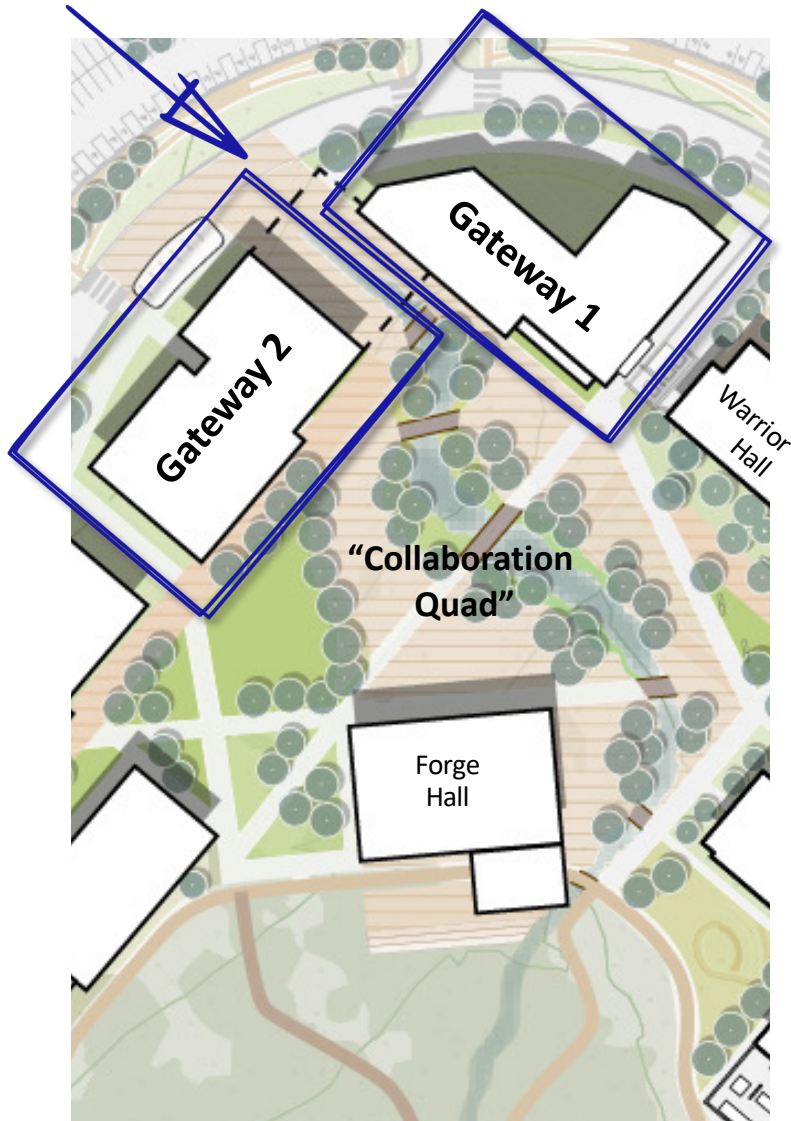 Gateway 1
Gateway 2
Warrior
Hall
“Collaboration
Quad”
Forge
Hall